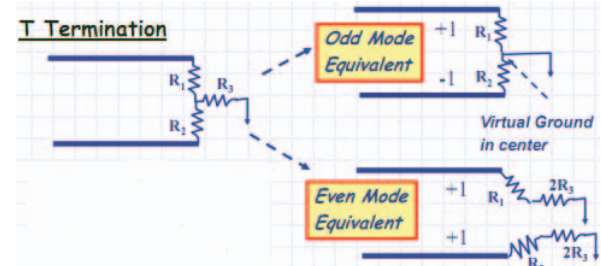 T Termination
R1
R3
R2
Odd Mode
Equivalent
+1
R1
-1
R2
Virtual Ground
in center
Even Mode
Equivalent
+1
R1
2R3
+1
2R3